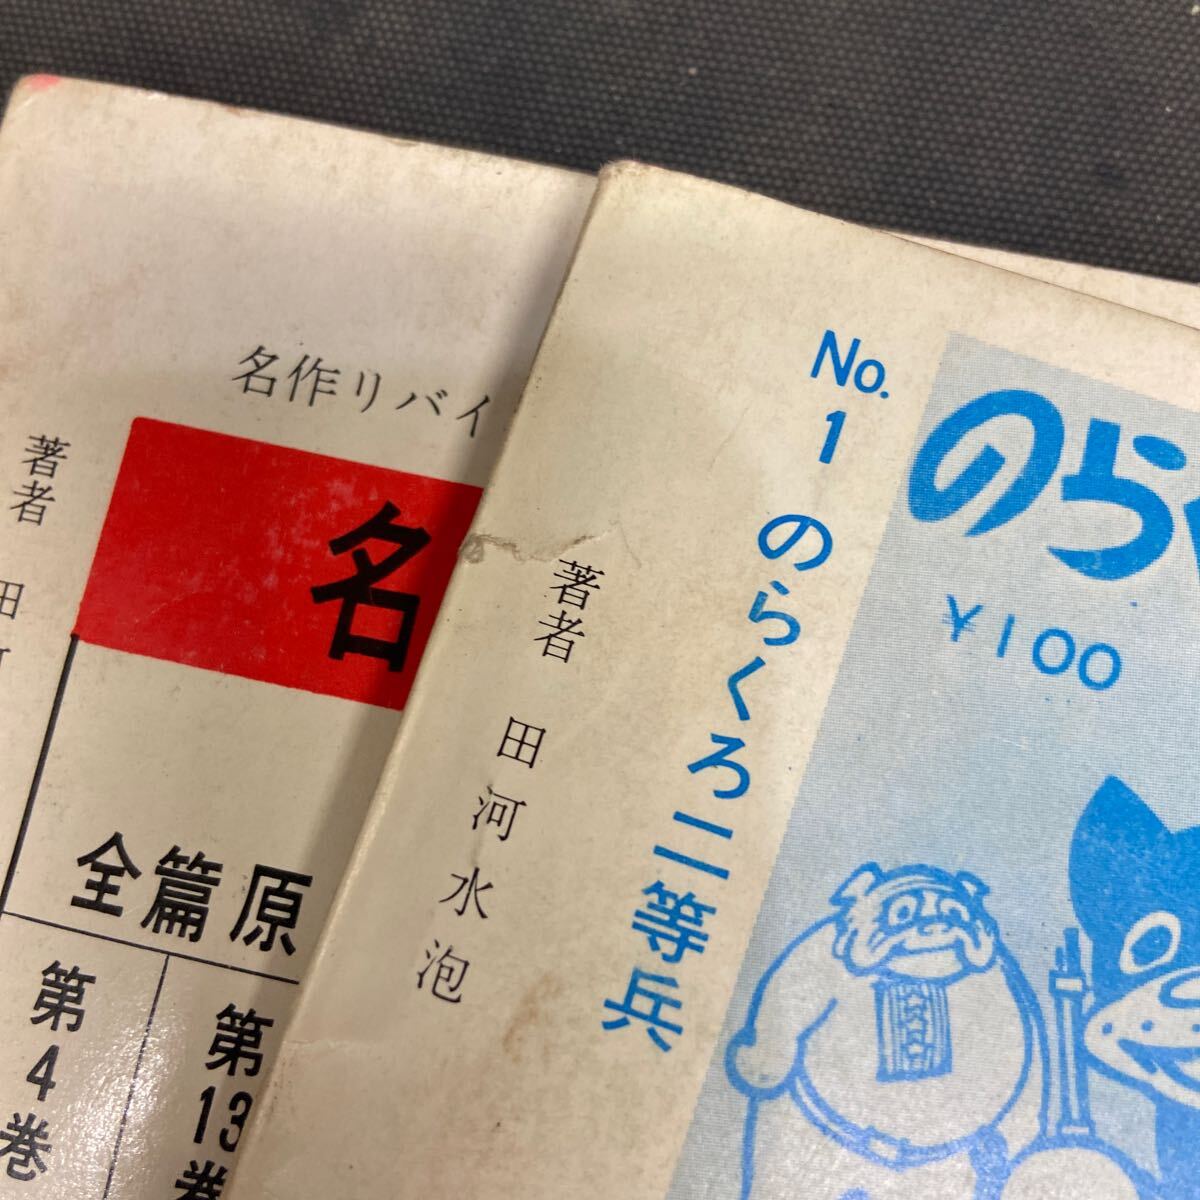 No.1 のらくろ二等兵
著者 田河水泡
のら
¥100
名作リバイ
著者 田
名
全篇原
第4巻
第13巻